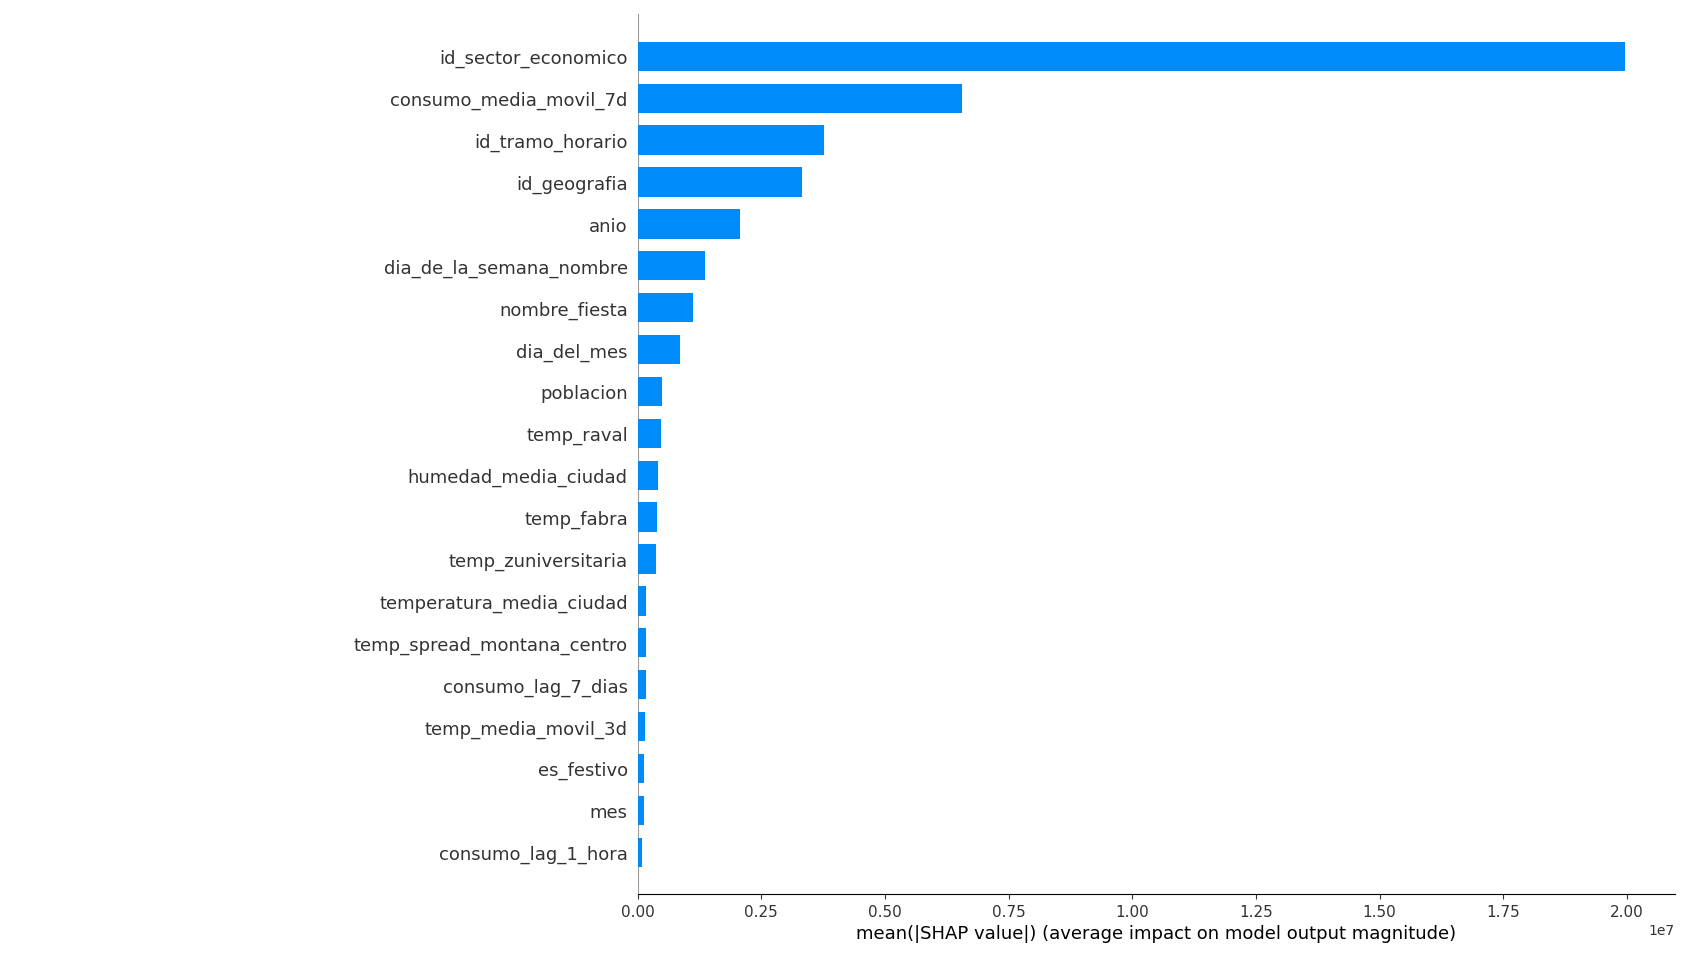 id_sector_economico
consumo_media_movil_7d
id_tramo_horario
id_geografia
anio
dia_de_la_semana_nombre
nombre_fiesta
dia_del_mes
poblacion
temp_raval
humedad_media_ciudad
temp_fabra
temp_zuniversitaria
temperatura_media_ciudad
temp_spread_montana_centro
consumo_lag_7_dias
temp_media_movil_3d
es_festivo
mes
consumo_lag_1_hora
0.00 0.25 0.50 0.75 1.00 1.25 1.50 1.75 2.00
1e7
mean(|SHAP value|) (average impact on model output magnitude)